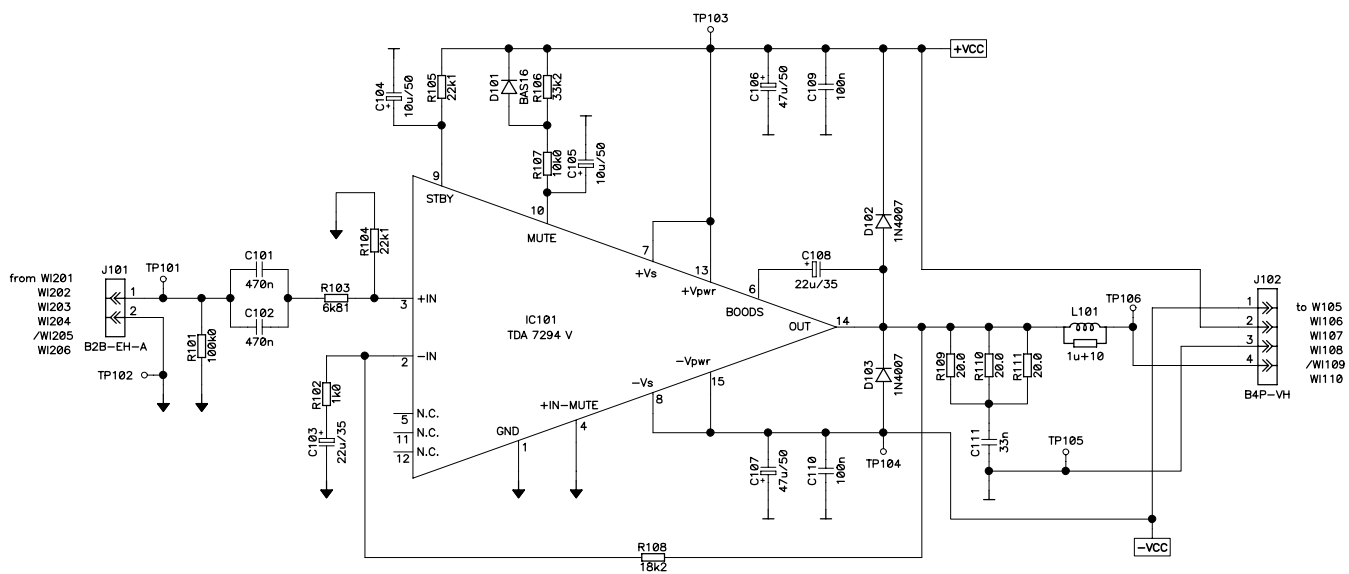 TP103
+VCC
C104
10u/50
R105
22k1
D101
BAS16
R106
33k2
C106
47u/50
C109
100n
R107
10k0
C105
10u/50
9
STBY
10
MUTE
7
+Vs
13
+Vpwr
D102
1N4007
R104
22k1
C108
22u/35
6
BOODS
from WI201
WI202
WI203
WI204
/WI205
WI206
J101
1
2
B2B-EH-A
TP101
TP102
R101
100k0
C101
470n
C102
470n
R103
6k81
3
+IN
IC101
TDA 7294 V
OUT
14
2
-IN
R102
1k0
C103
22u/35
5
N.C.
11
N.C.
12
N.C.
GND
1
+IN-MUTE
4
-Vs
8
-Vpwr
15
D103
1N4007
R109
20.0
R110
20.0
R111
20.0
L101
1u+10
TP106
J102
1
2
3
4
B4P-VH
to W105
WI106
WI107
WI108
/WI109
WI110
C107
47u/50
C110
100n
TP104
C111
33n
TP105
-VCC
R108
18k2